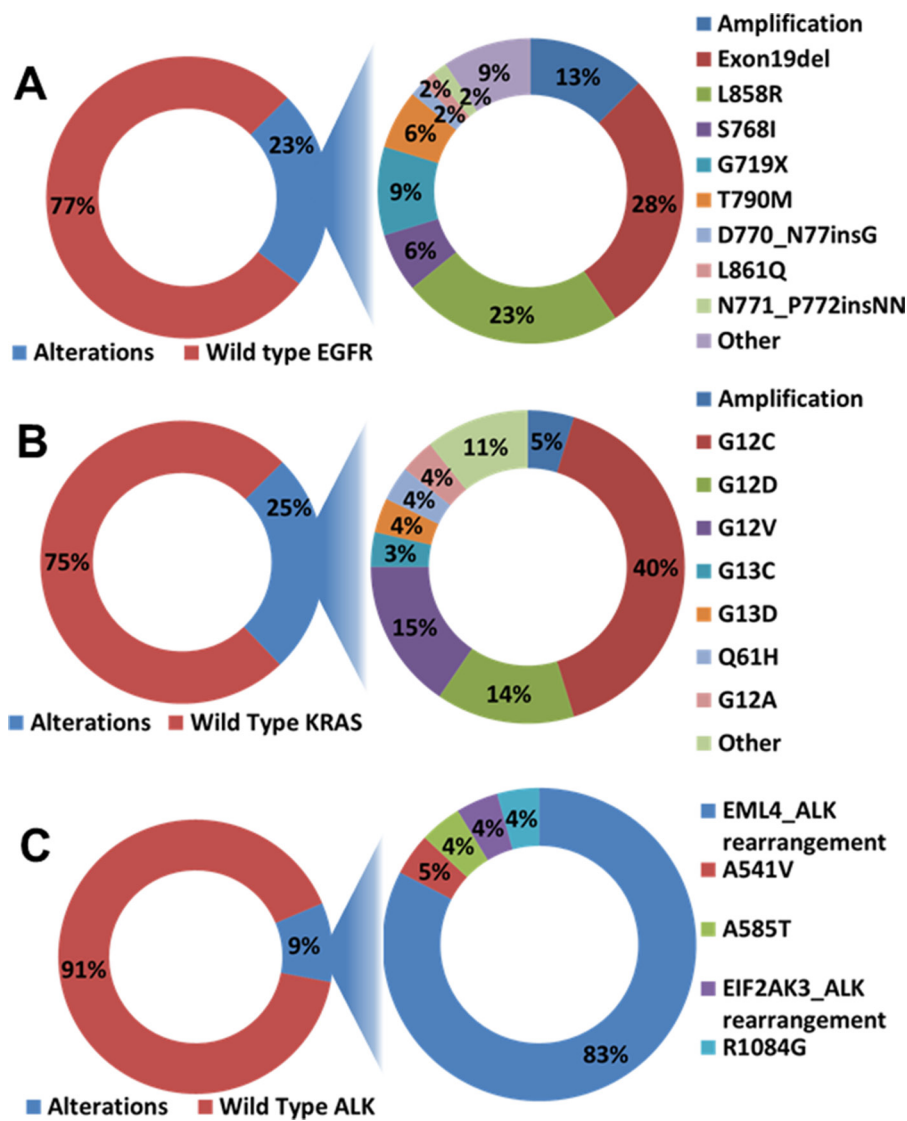 A
77%
23%
Alterations
Wild type EGFR
13%
28%
23%
6%
9%
6%
2%
2%
2%
9%
Amplification
Exon19del
L858R
S768I
G719X
T790M
D770_N77insG
L861Q
N771_P772insNN
Other
B
75%
25%
Alterations
Wild Type KRAS
5%
40%
14%
15%
3%
4%
4%
4%
11%
Amplification
G12C
G12D
G12V
G13C
G13D
Q61H
G12A
Other
C
91%
9%
Alterations
Wild Type ALK
83%
5%
4%
4%
4%
EML4_ALK
rearrangement
A541V
A585T
EIF2AK3_ALK
rearrangement
R1084G